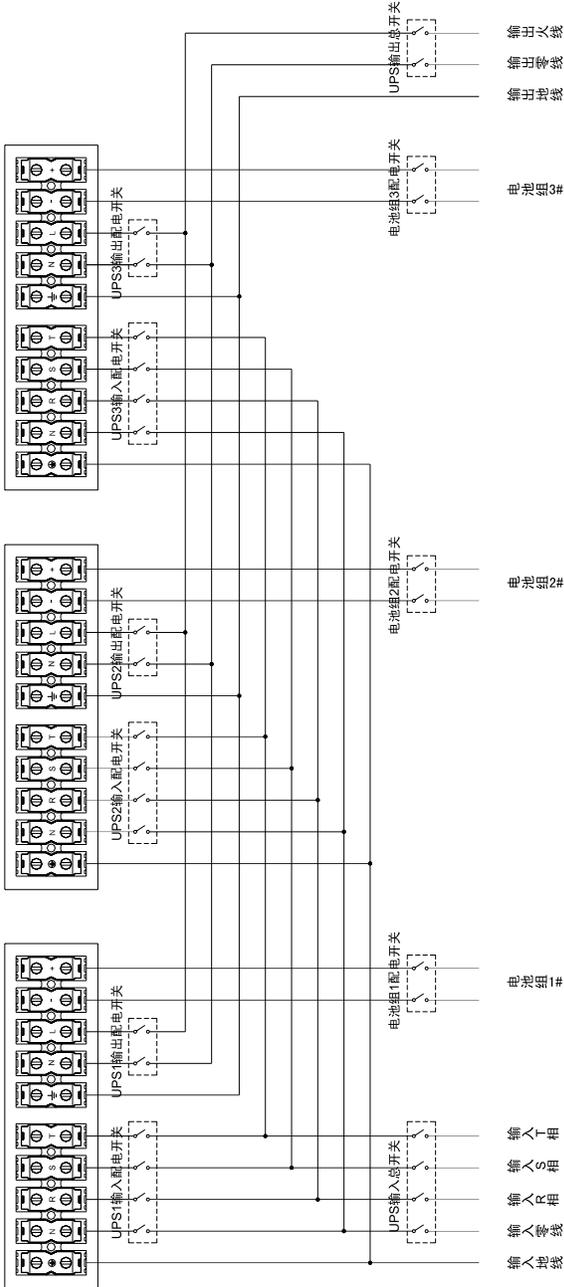 N R S T N L - +
N R S T N L - +
N R S T N L - +
UPS1输入配电开关
UPS1输出配电开关
UPS2输入配电开关
UPS2输出配电开关
UPS3输入配电开关
UPS3输出配电开关
UPS输入总开关
电池组1配电开关
电池组2配电开关
电池组3配电开关
UPS输出总开关
输入地线
输入零线
输入R相
输入S相
输入T相
电池组1#
电池组2#
电池组3#
输出地线
输出零线
输出火线